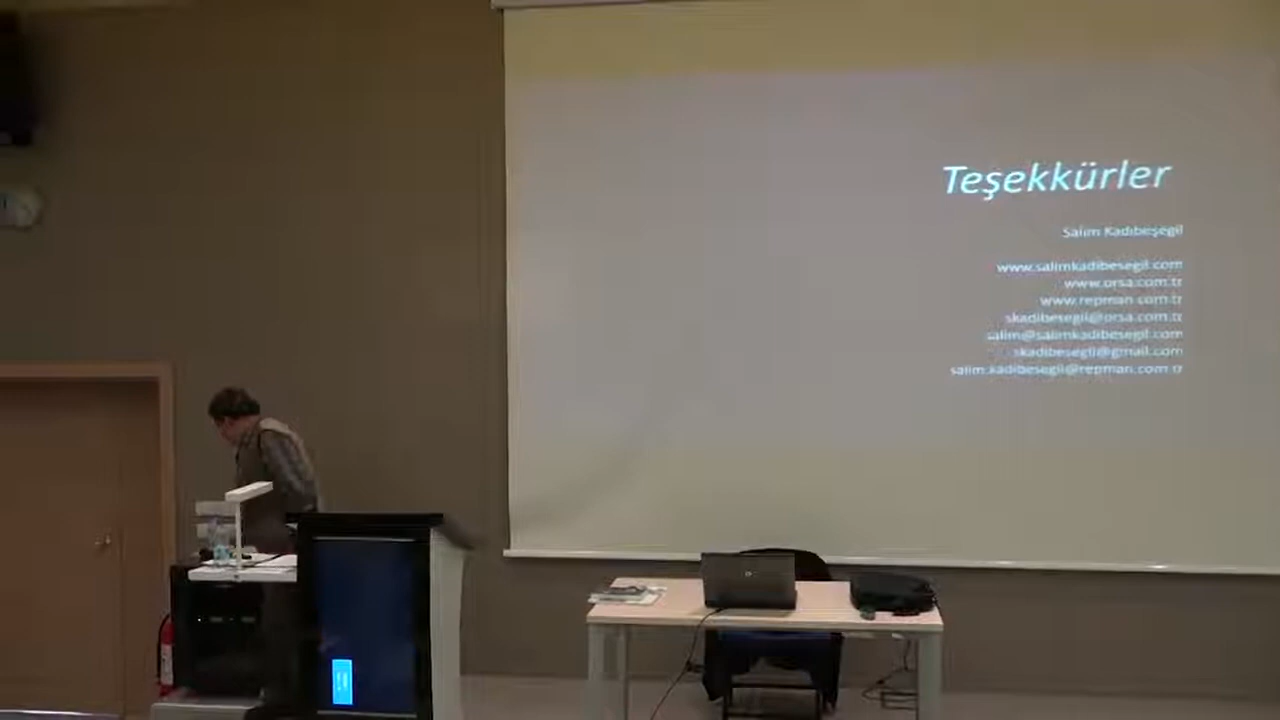 Teşekkürler
Salim Kadıbeşegil
www.salimkadibesegil.com
www.orsa.com.tr
www.repman.com.tr
skadibesegil@orsa.com.tr
salim@salimkadibesegil.com
skadibesegil@gmail.com
salim.kadibesegil@repman.com.tr